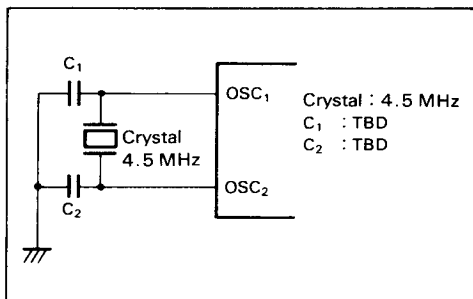 C1
OSC1
Crystal : 4.5 MHz
C1 : TBD
C2 : TBD
Crystal
4.5 MHz
OSC2
C2